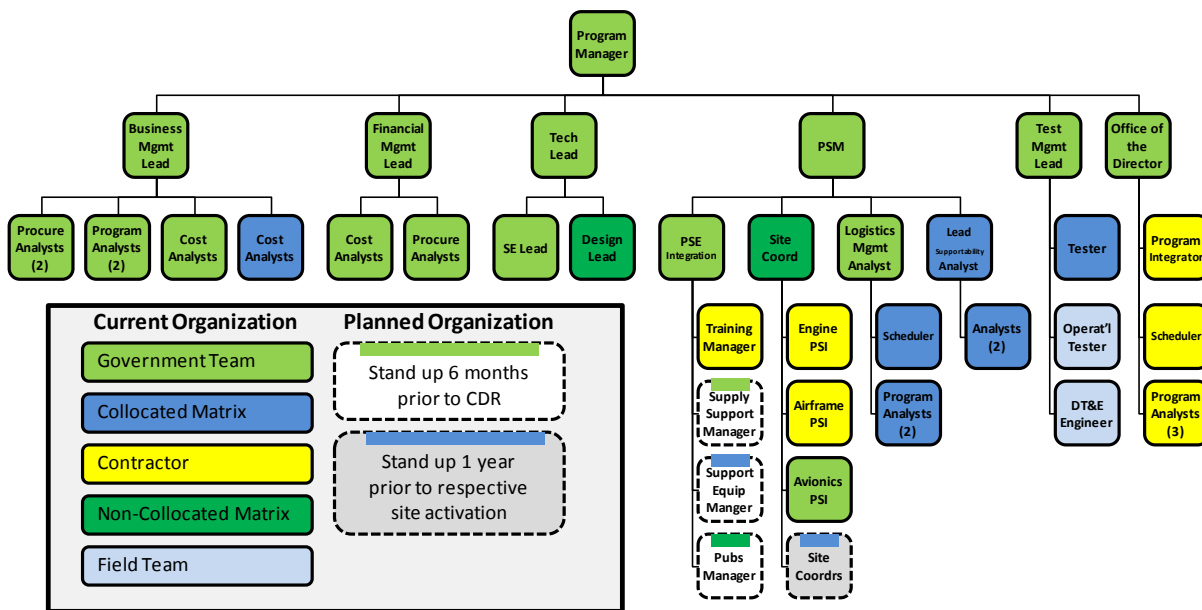 Program
Manager
Business
Mgmt
Lead
Financial
Mgmt
Lead
Tech
Lead
PSM
Test
Mgmt
Lead
Office of
the
Director
Procure
Analysts
(2)
Program
Analysts
(2)
Cost
Analysts
Cost
Analysts
Cost
Analysts
Procure
Analysts
SE Lead
Design
Lead
PSE
Integration
Site
Coord
Logistics
Mgmt
Analyst
Lead
Supportability
Analyst
Tester
Program
Integrator
Training
Manager
Engine
PSI
Scheduler
Analysts
(2)
Operat'l
Tester
Scheduler
Supply
Support
Manager
Airframe
PSI
Program
Analysts
(2)
DT&E
Engineer
Program
Analysts
(3)
Support
Equip
Manger
Avionics
PSI
Pubs
Manager
Site
Coordrs
Current Organization
Government Team
Collocated Matrix
Contractor
Non-Collocated Matrix
Field Team
Planned Organization
Stand up 6 months
prior to CDR
Stand up 1 year
prior to respective
site activation